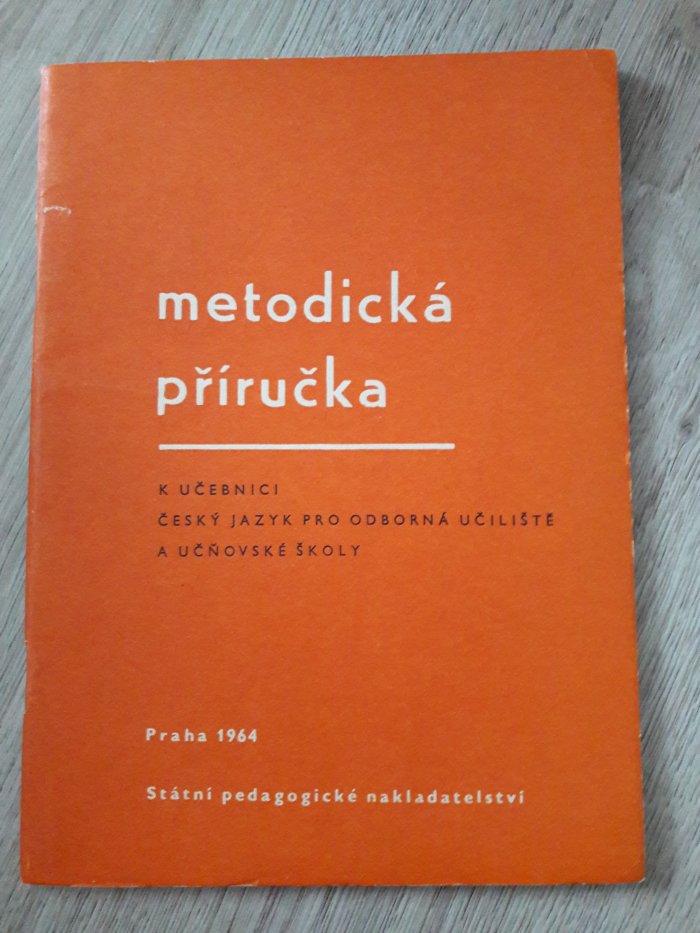 metodická
příručka
K UČEBNICI
ČESKÝ JAZYK PRO ODBORNÁ UČILIŠTĚ
A UČŇOVSKÉ ŠKOLY
Praha 1964
Státní pedagogické nakladatelství